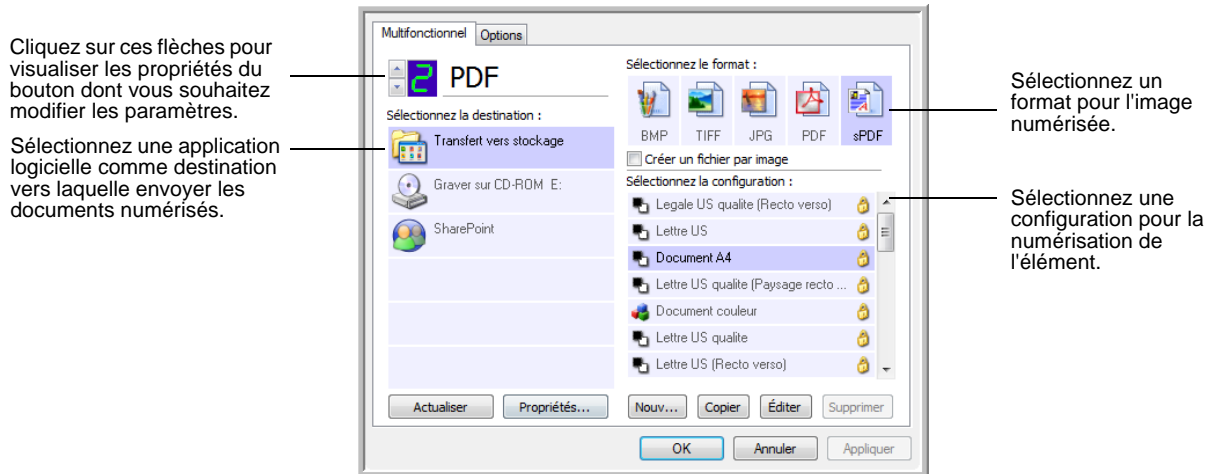 Cliquez sur ces flèches pour
visualiser les propriétés du
bouton dont vous souhaitez
modifier les paramètres.
Sélectionnez une application
logicielle comme destination
vers laquelle envoyer les
documents numérisés.
Multifonctionnel
Options
2
PDF
Sélectionnez la destination :
Transfert vers stockage
Graver sur CD-ROM E:
SharePoint
Actualiser
Propriétés...
Sélectionnez le format :
BMP
TIFF
JPG
PDF
sPDF
Créer un fichier par image
Sélectionnez la configuration :
Legale US qualite (Recto verso)
Lettre US
Document A4
Lettre US qualite (Paysage recto ...
Document couleur
Lettre US qualite
Lettre US (Recto verso)
Nouv...
Copier
Éditer
Supprimer
OK
Annuler
Appliquer
Sélectionnez un
format pour l'image
numérisée.
Sélectionnez une
configuration pour la
numérisation de
l'élément.